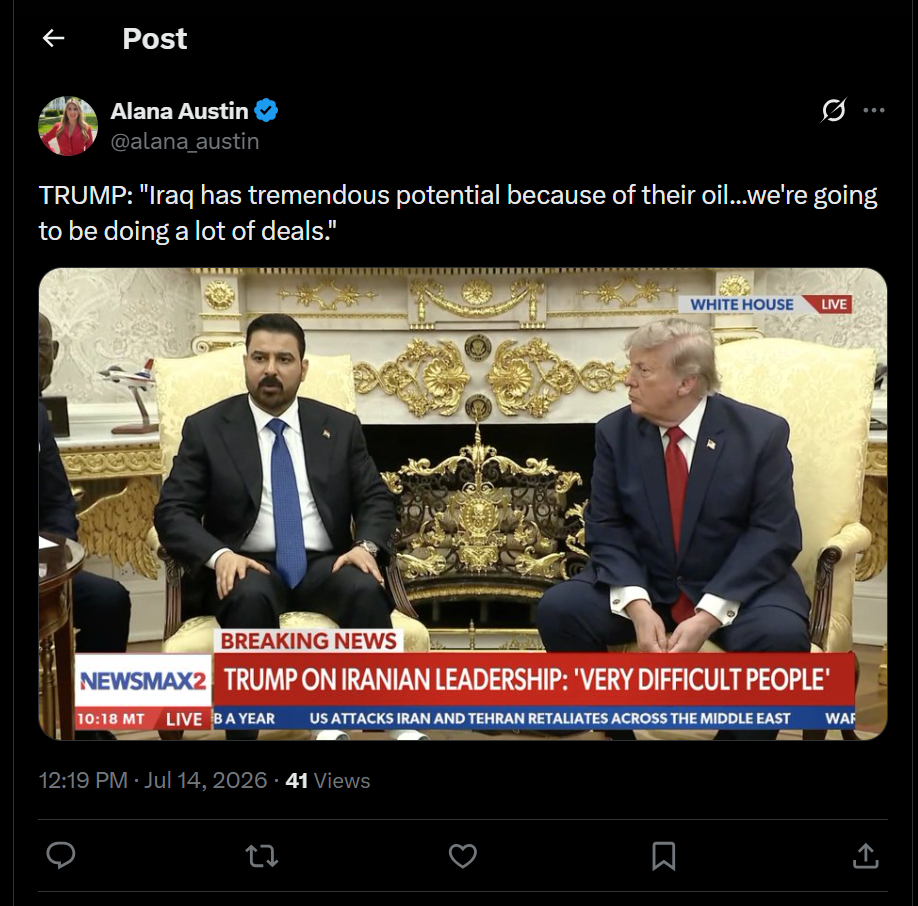 Post
Alana Austin
@alana_austin
TRUMP: "Iraq has tremendous potential because of their oil...we're going
to be doing a lot of deals."
WHITE HOUSE LIVE
BREAKING NEWS
NEWSMAX2 TRUMP ON IRANIAN LEADERSHIP: 'VERY DIFFICULT PEOPLE'
10:18 MT LIVE B A YEAR US ATTACKS IRAN AND TEHRAN RETALIATES ACROSS THE MIDDLE EAST WAR
12:19 PM · Jul 14, 2026 · 41 Views